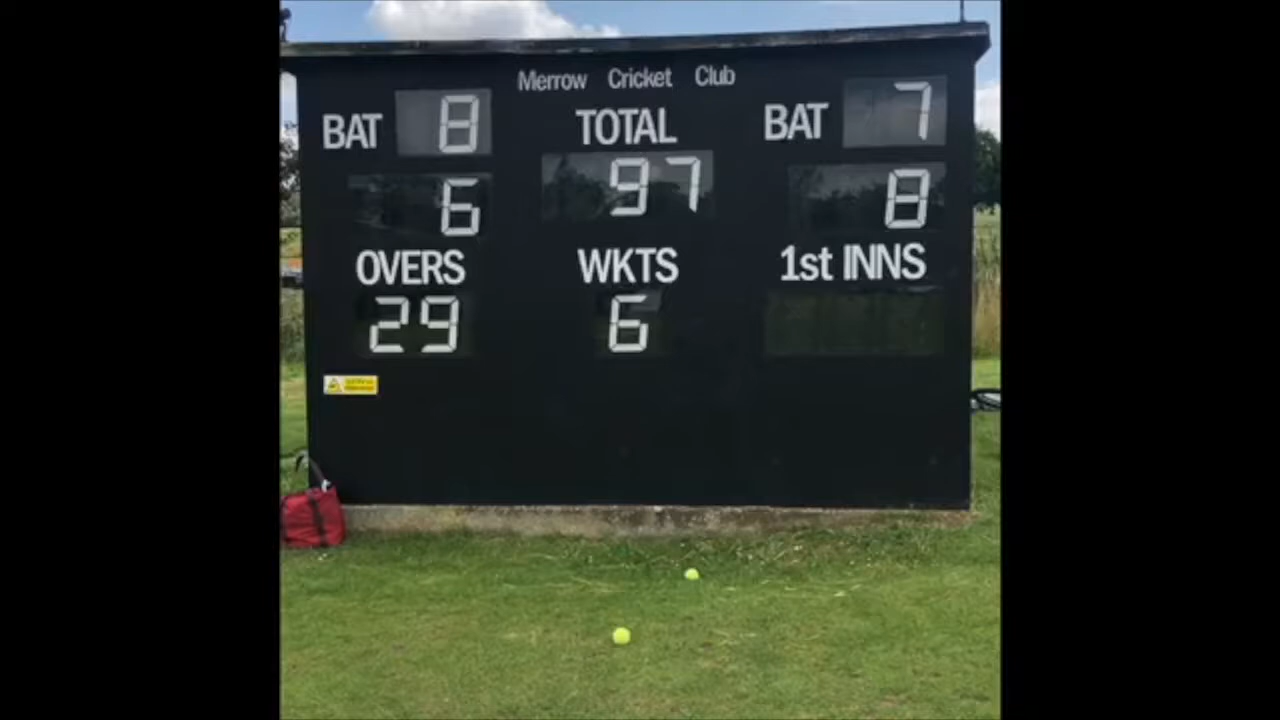 Merrow Cricket Club
BAT 8 TOTAL BAT 7
6 97 8
OVERS WKTS 1st INNS
29 6